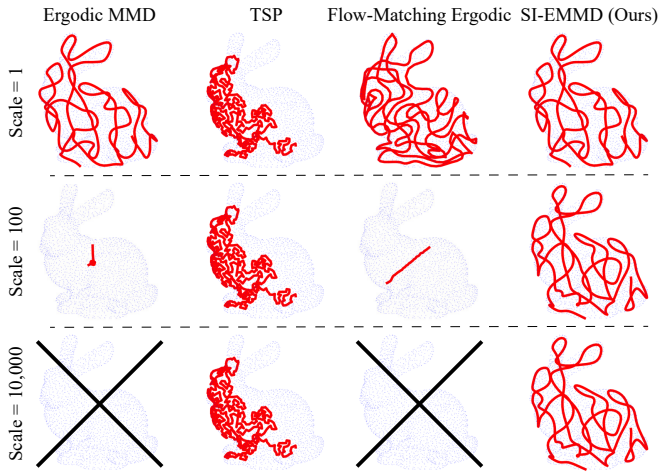 Ergodic MMD TSP Flow-Matching Ergodic SI-EMMD (Ours)
Scale = 1
Scale = 100
Scale = 10,000